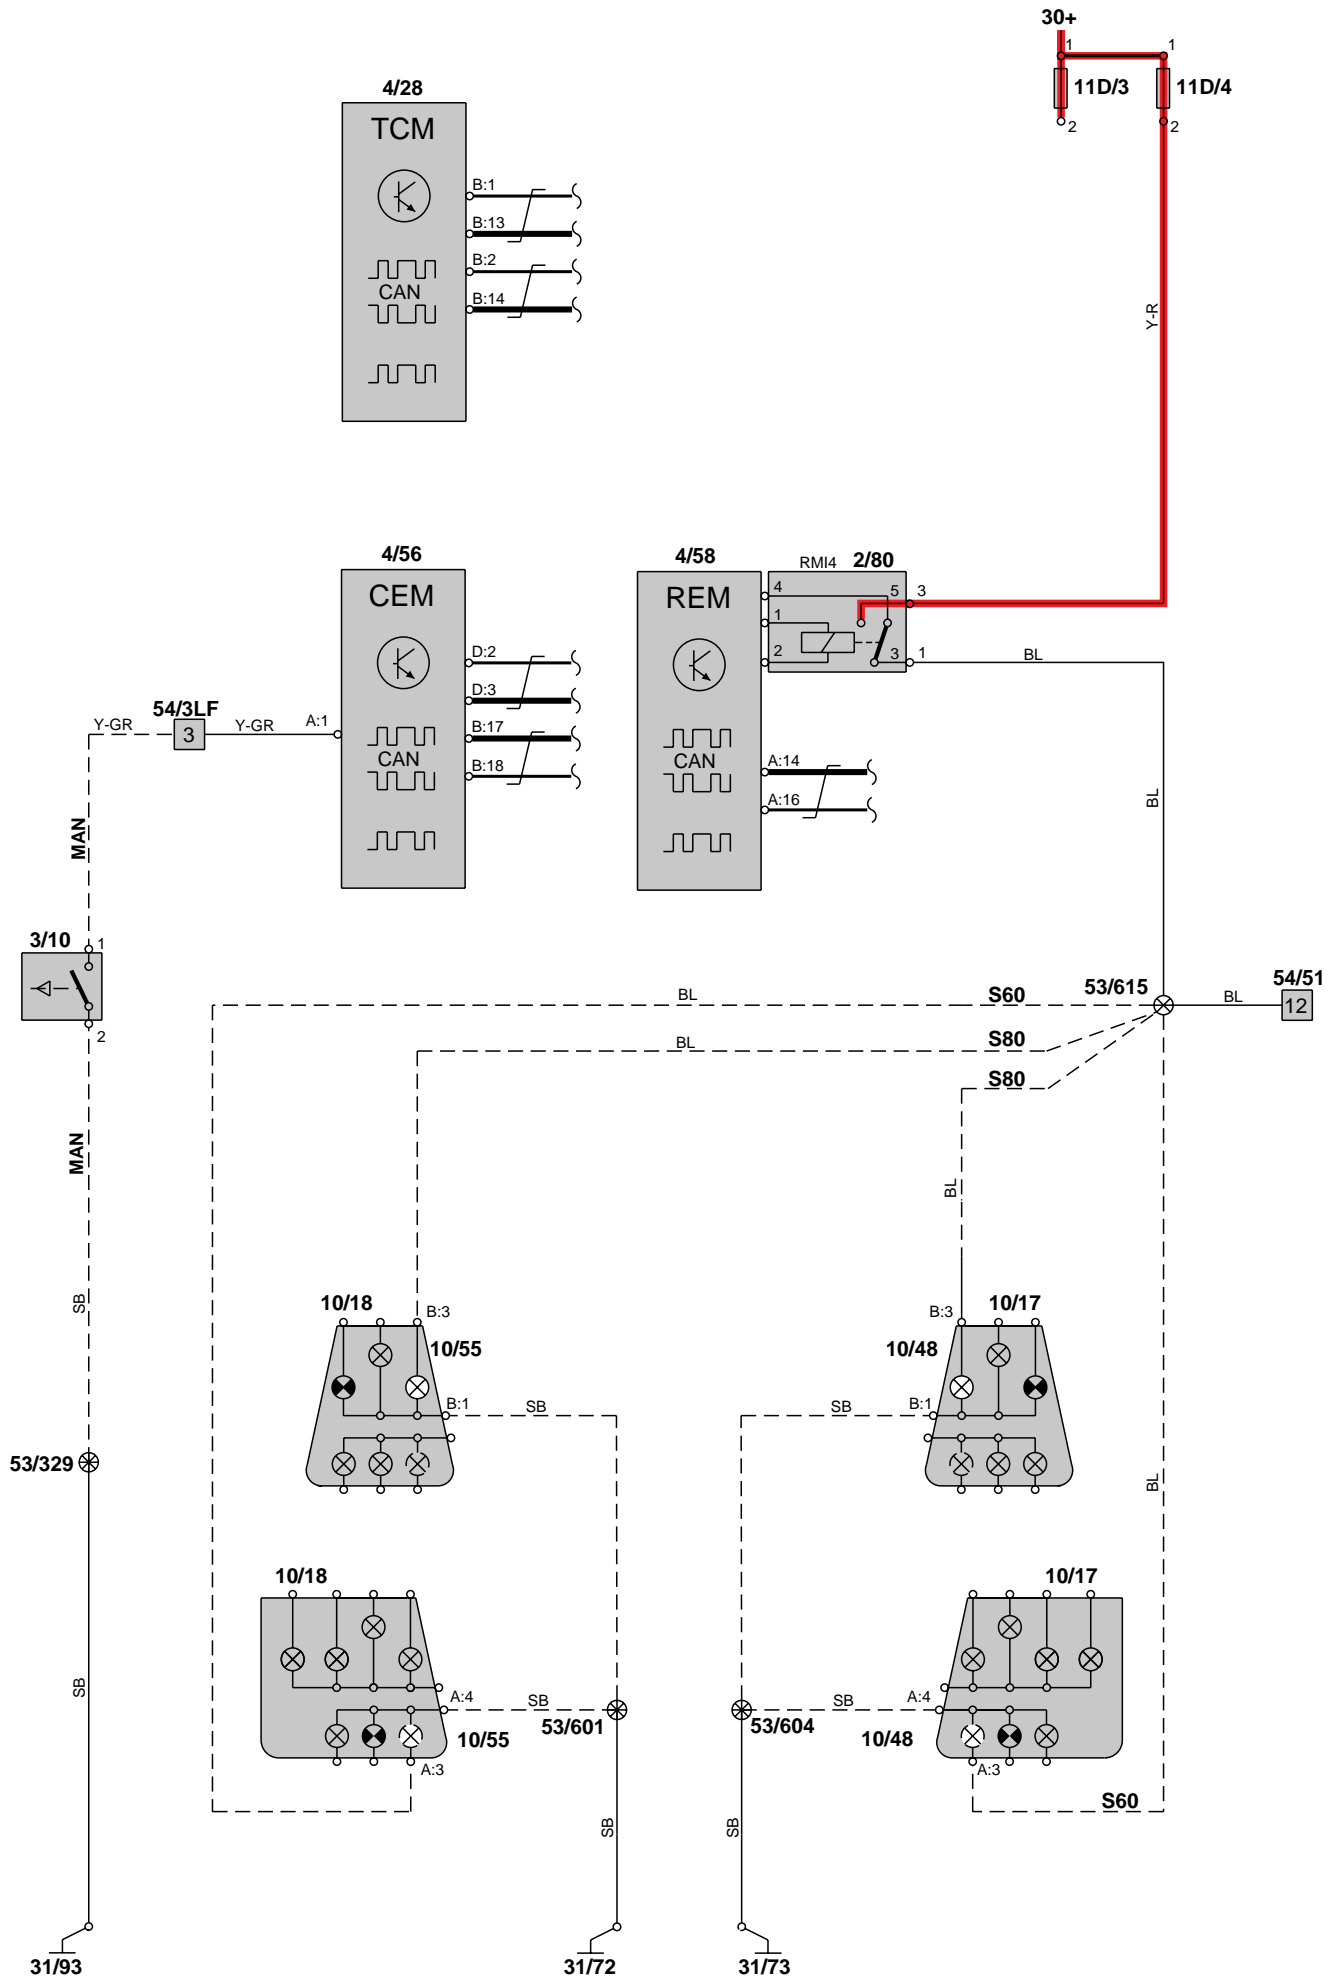 30+
1
1
11D/3
11D/4
2
2
4/28
TCM
B:1
B:13
B:2
CAN
B:14
Y-R
4/56
CEM
D:2
D:3
B:17
CAN
B:18
A:1
54/3LF
3
Y-GR
Y-GR
4/58
REM
RMI4
2/80
4
5
3
1
2
3
1
BL
CAN
A:14
A:16
BL
MAN
3/10
1
2
MAN
SB
BL
S60
53/615
BL
54/51
12
BL
S80
S80
BL
10/18
B:3
10/55
B:1
SB
B:3
10/17
10/48
SB
B:1
53/329
BL
10/18
A:4
SB
10/55
A:3
53/601
53/604
SB
A:4
10/17
10/48
A:3
S60
SB
SB
SB
31/93
31/72
31/73